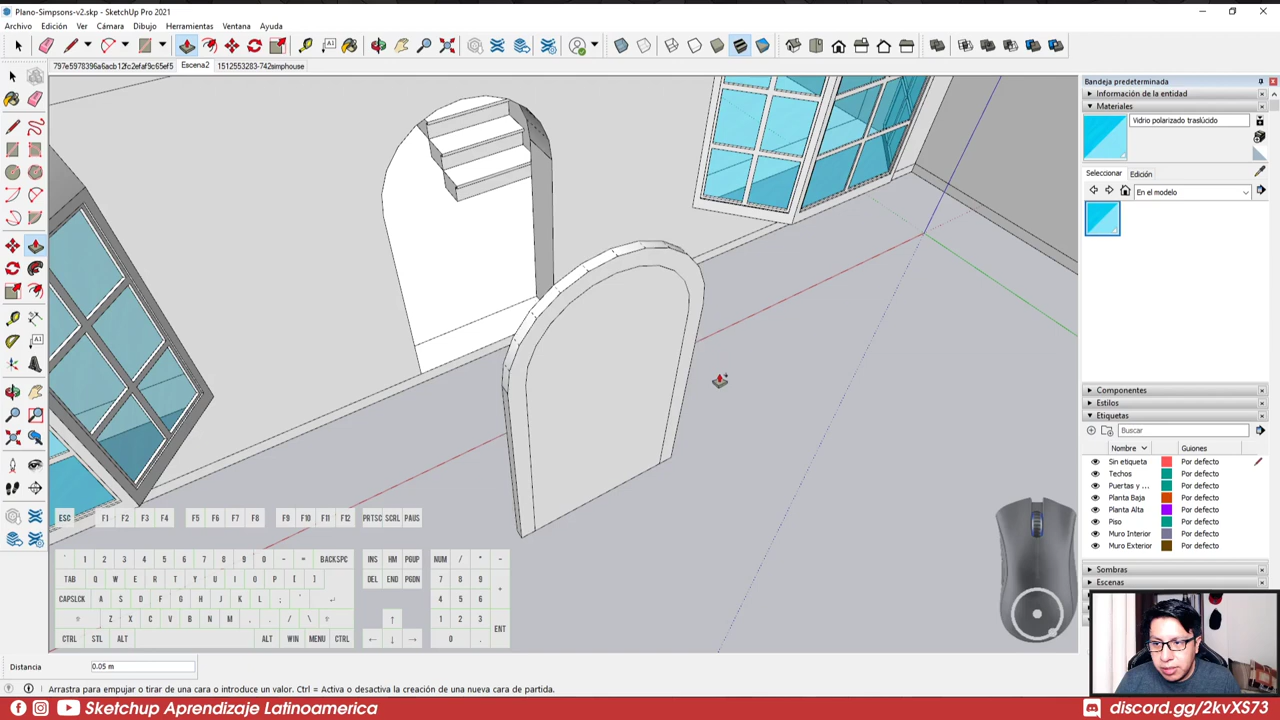 Plano-Simpsons-v2.skp - SketchUp Pro 2021
Archivo Edición Ver Cámara Dibujo Herramientas Ventana Ayuda
797e5978396a6acb12fc2efaf9c65ef5 Escena2 1512553283-742simphouse
Bandeja predeterminada
Información de la entidad
Materiales
Vidrio polarizado traslúcido
Seleccionar Edición
En el modelo
Componentes
Estilos
Etiquetas
Buscar
Nombre Guiones
Sin etiqueta Por defecto
Techos Por defecto
Puertas y ... Por defecto
Planta Baja Por defecto
Planta Alta Por defecto
Piso Por defecto
Muro Interior Por defecto
Muro Exterior Por defecto
Sombras
Escenas
ESC F1 F2 F3 F4 F5 F6 F7 F8 F9 F10 F11 F12 PRTSC SCRL PAUS
` 1 2 3 4 5 6 7 8 9 0 - = BACKSPC INS HM PGUP NUM / * -
TAB Q W E R T Y U I O P [ ] DEL END PGDN 7 8 9 +
CAPSLCK A S D F G H J K L ; ' 4 5 6
Z X C V B N M , . / \ ↑ 1 2 3
CTRL STL ALT ALT WIN MENU CTRL ← ↓ → 0 . ENT
Distancia 0.05 m
Arrastra para empujar o tirar de una cara o introduce un valor. Ctrl = Activa o desactiva la creación de una nueva cara de partida.
Sketchup Aprendizaje Latinoamerica discord.gg/2kvXS73